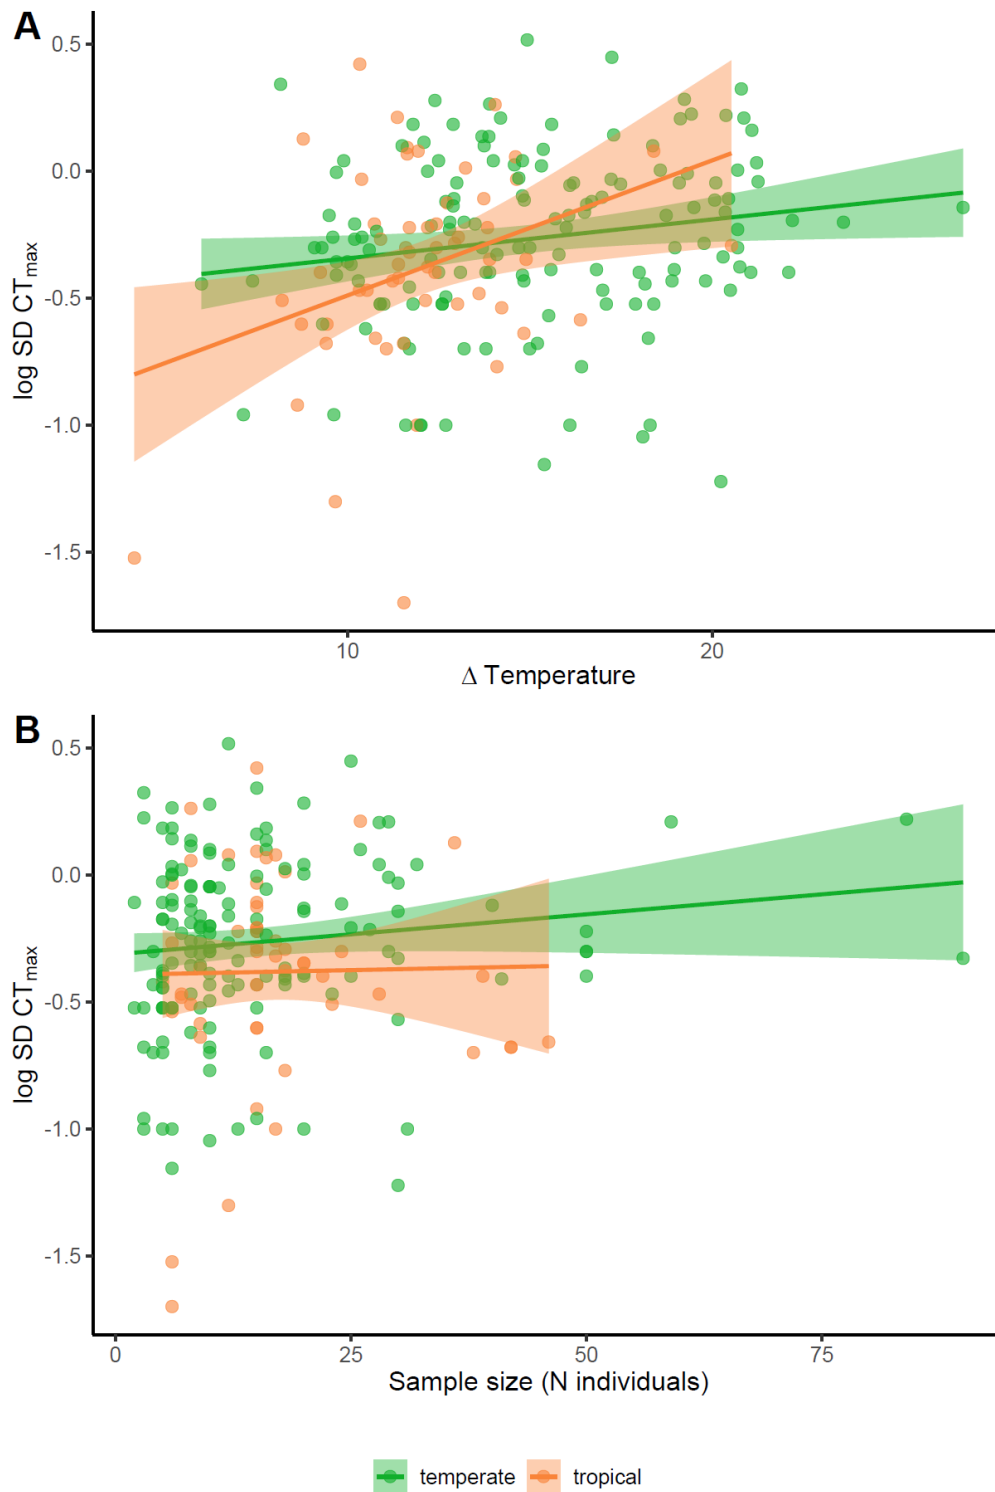 A
0.5
0.0
-0.5
-1.0
-1.5
log SD CTmax
10
20
Δ Temperature
B
0.5
0.0
-0.5
-1.0
-1.5
log SD CTmax
0
25
50
75
Sample size (N individuals)
temperate
tropical